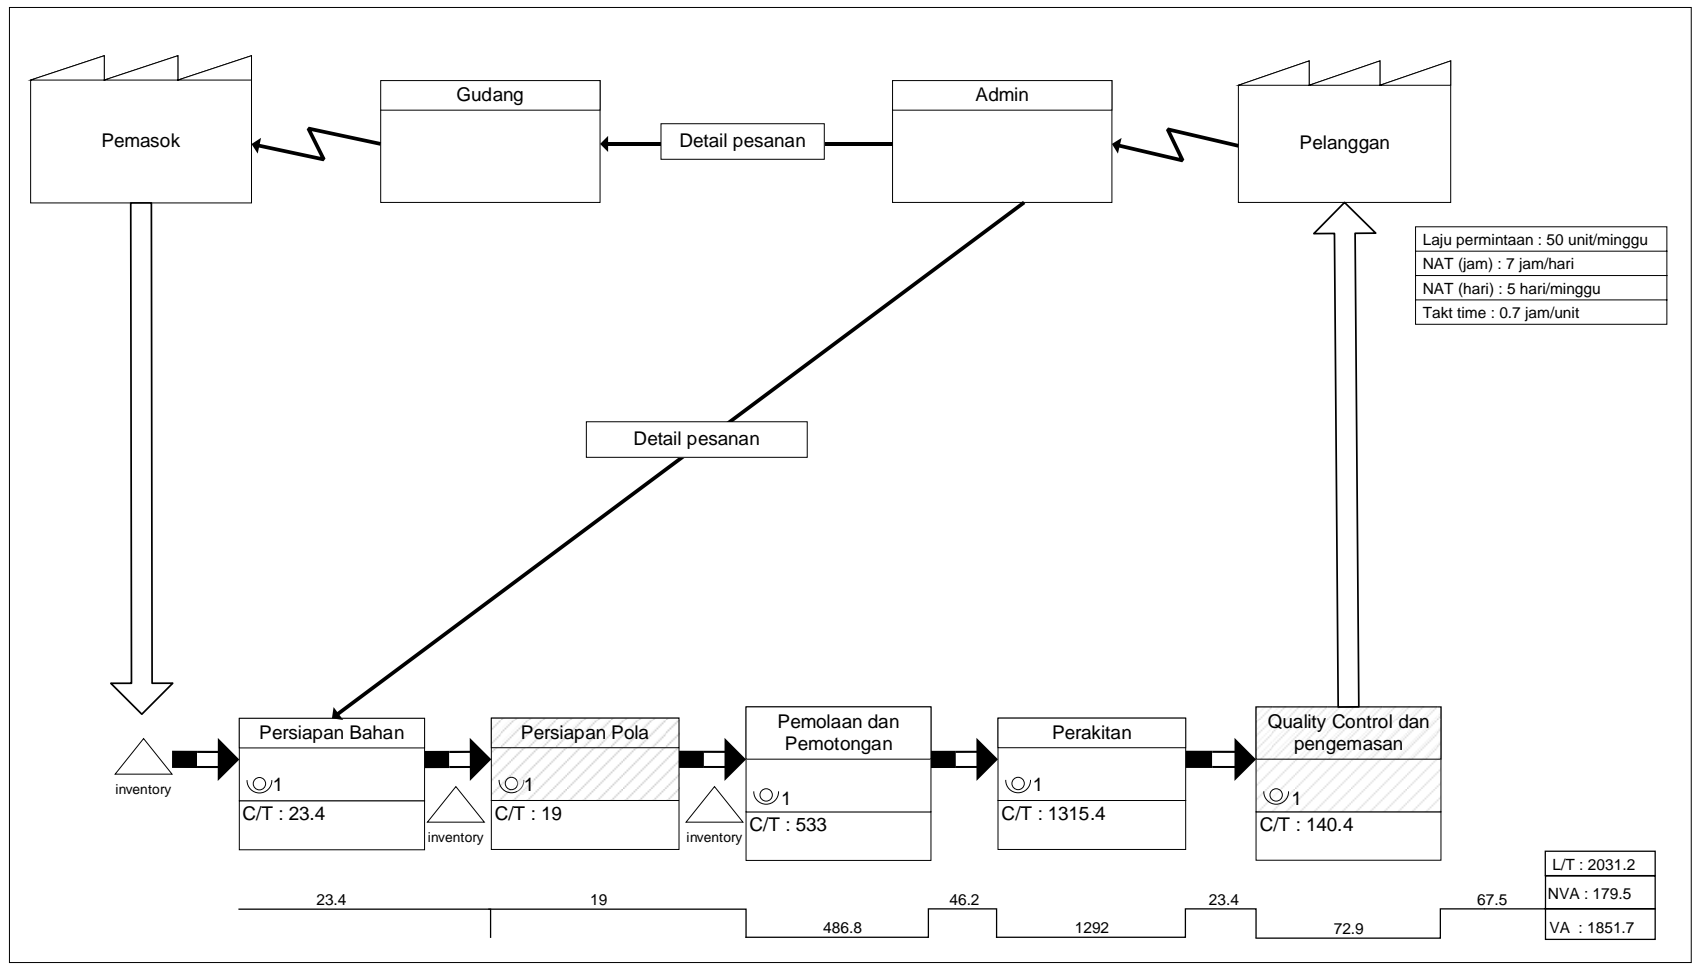 Pemasok
Gudang
Detail pesanan
Admin
Pelanggan
Laju permintaan : 50 unit/minggu
NAT (jam) : 7 jam/hari
NAT (hari) : 5 hari/minggu
Takt time : 0.7 jam/unit
Detail pesanan
inventory
Persiapan Bahan
1
C/T : 23.4
inventory
Persiapan Pola
1
C/T : 19
inventory
Pemolaan dan
Pemotongan
1
C/T : 533
Perakitan
1
C/T : 1315.4
Quality Control dan
pengemasan
1
C/T : 140.4
23.4
19
486.8
46.2
1292
23.4
72.9
67.5
L/T : 2031.2
NVA : 179.5
VA : 1851.7